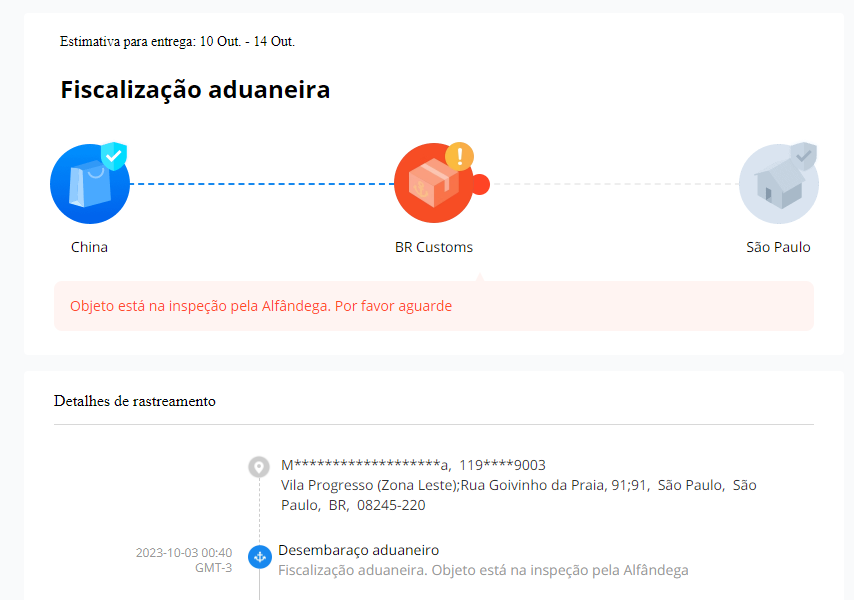 Estimativa para entrega: 10 Out. - 14 Out.
Fiscalização aduaneira
China
BR Customs
São Paulo
Objeto está na inspeção pela Alfândega. Por favor aguarde
Detalhes de rastreamento
M*******************a, 119****9003
Vila Progresso (Zona Leste);Rua Goivinho da Praia, 91;91, São Paulo, São
Paulo, BR, 08245-220
2023-10-03 00:40
GMT-3
Desembaraço aduaneiro
Fiscalização aduaneira. Objeto está na inspeção pela Alfândega